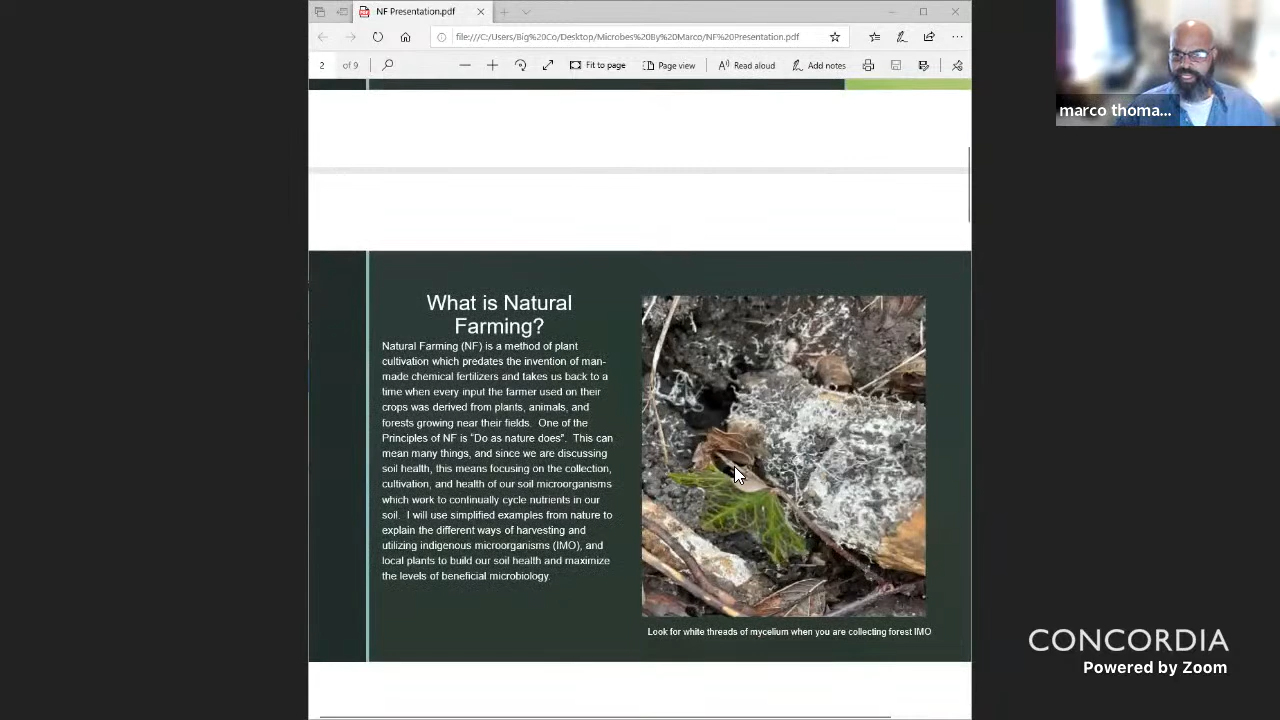 NF Presentation.pdf
file:///C:/Users/Big%20Co/Desktop/Microbes%20By%20Marco/NF%20Presentation.pdf
2 of 9 Fit to page Page view Read aloud Add notes
marco thoma...
What is Natural
Farming?
Natural Farming (NF) is a method of plant
cultivation which predates the invention of man-
made chemical fertilizers and takes us back to a
time when every input the farmer used on their
crops was derived from plants, animals, and
forests growing near their fields. One of the
Principles of NF is “Do as nature does”. This can
mean many things, and since we are discussing
soil health, this means focusing on the collection,
cultivation, and health of our soil microorganisms
which work to continually cycle nutrients in our
soil. I will use simplified examples from nature to
explain the different ways of harvesting and
utilizing indigenous microorganisms (IMO), and
local plants to build our soil health and maximize
the levels of beneficial microbiology.
Look for white threads of mycelium when you are collecting forest IMO
CONCORDIA
Powered by Zoom